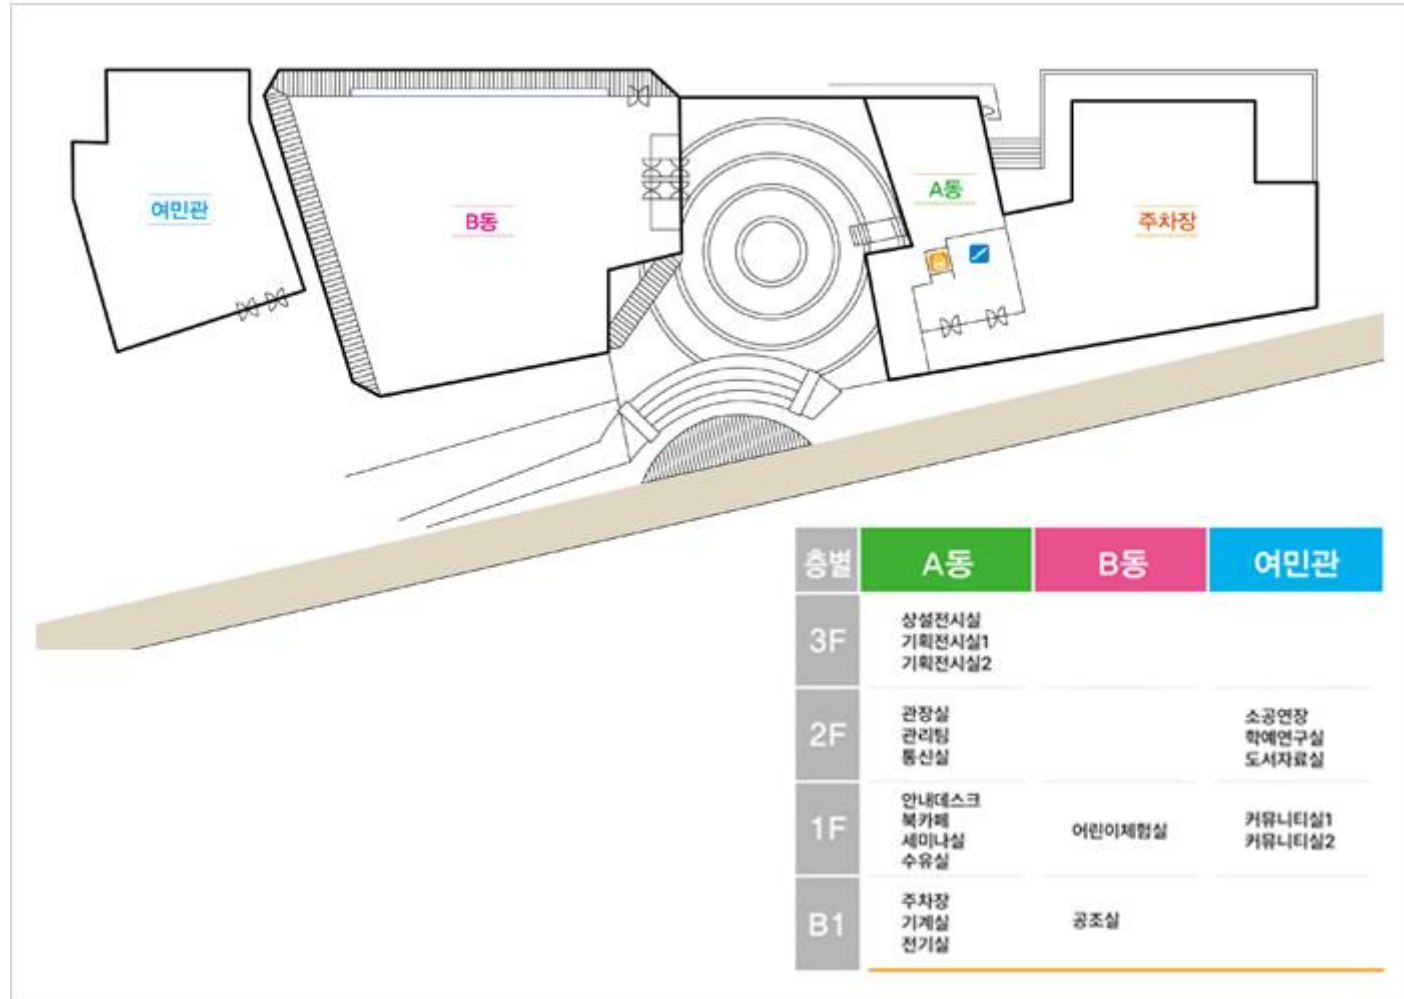 여민관
B동
A동
주차장
층별
A동
B동
여민관
3F
상설전시실
기획전시실1
기획전시실2
2F
관장실
관리팀
통신실
소공연장
학예연구실
도서자료실
1F
안내데스크
북카페
세미나실
수유실
어린이체험실
커뮤니티실1
커뮤니티실2
B1
주차장
기계실
전기실
공조실